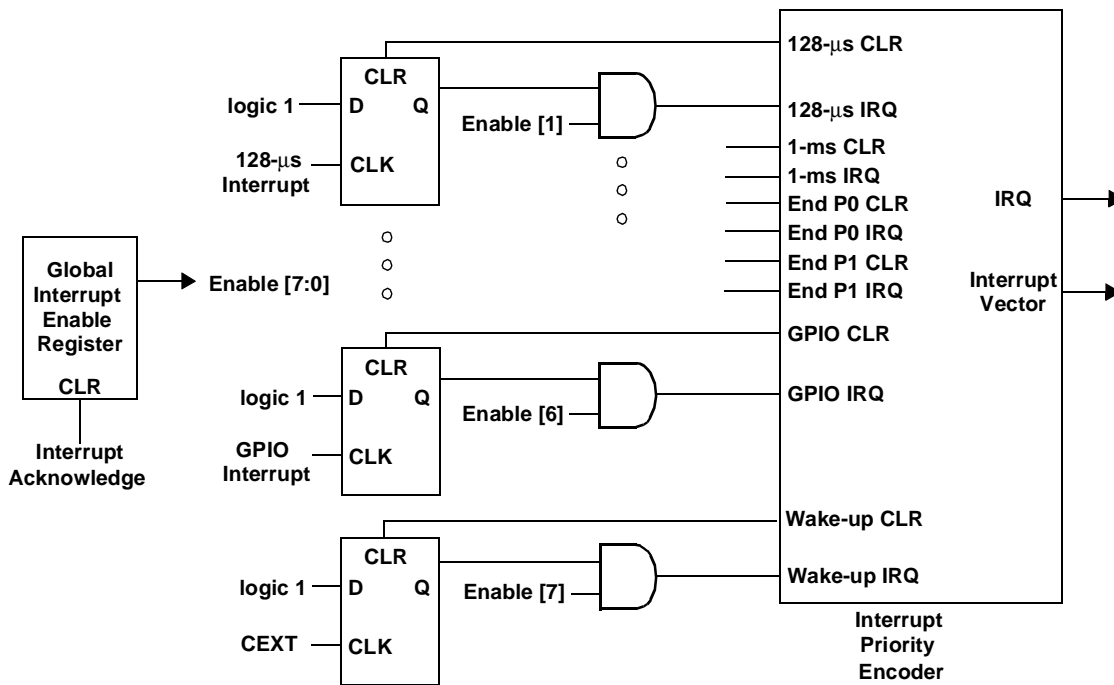 128-μs CLR
CLR
D Q
logic 1
Enable [1]
128-μs IRQ
128-μs
Interrupt
CLK
1-ms CLR
1-ms IRQ
End P0 CLR
End P0 IRQ
End P1 CLR
End P1 IRQ
IRQ
Interrupt
Vector
Global
Interrupt
Enable
Register
CLR
Interrupt
Acknowledge
Enable [7:0]
GPIO CLR
CLR
D Q
logic 1
Enable [6]
GPIO IRQ
GPIO
Interrupt
CLK
Wake-up CLR
CLR
D Q
logic 1
Enable [7]
Wake-up IRQ
CEXT
CLK
Interrupt
Priority
Encoder